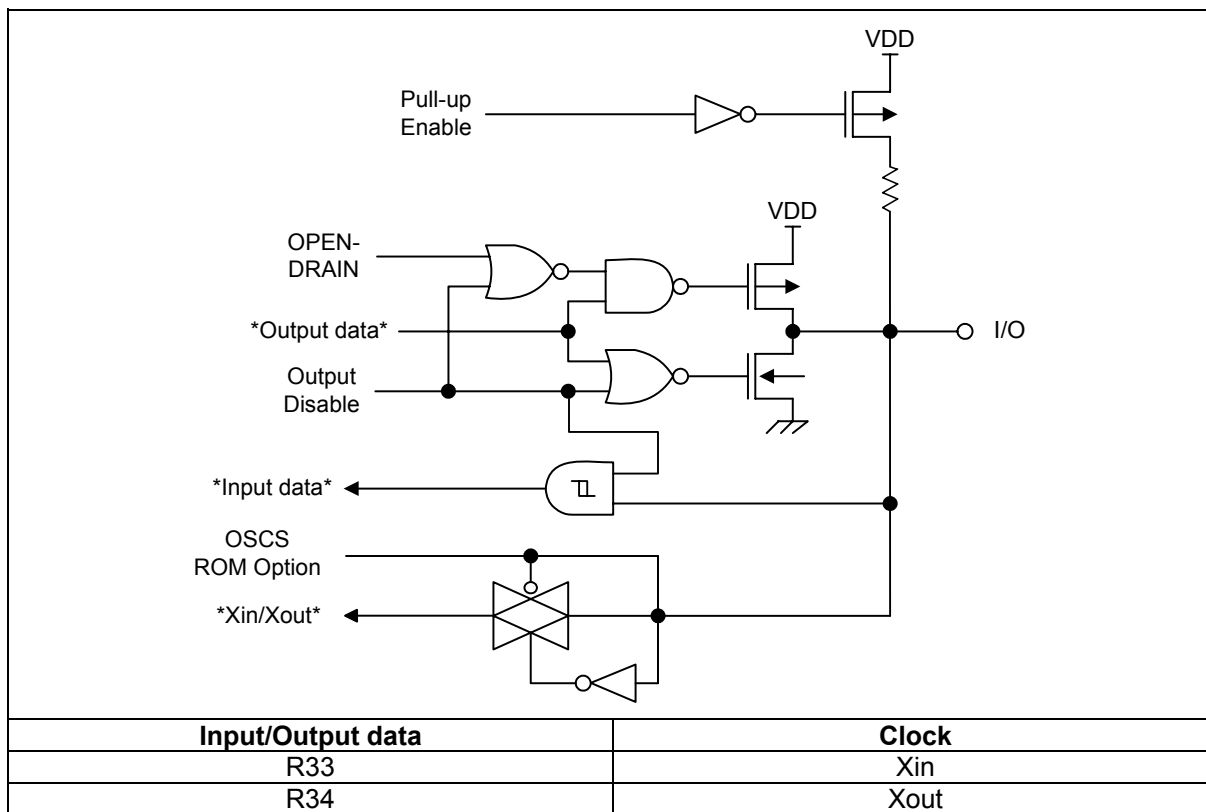 VDD
Pull-up
Enable
VDD
OPEN-
DRAIN
*Output data*
I/O
Output
Disable
*Input data*
OSCS
ROM Option
*Xin/Xout*
Input/Output data Clock
R33 Xin
R34 Xout